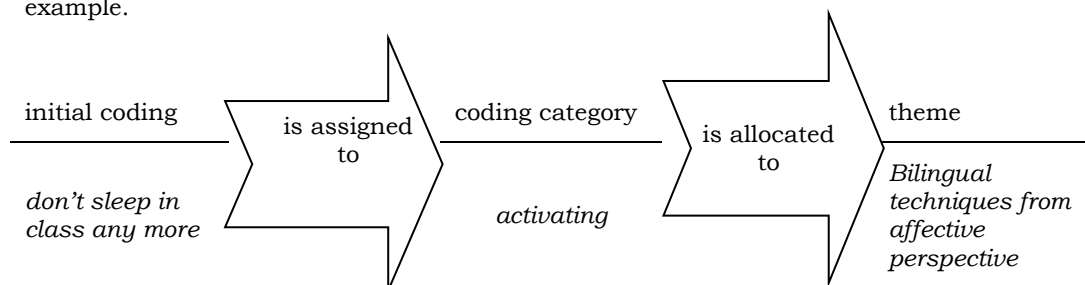 example.
initial coding
is assigned
to
coding category
is allocated
to
theme
don't sleep in
class any more
activating
Bilingual
techniques from
affective
perspective